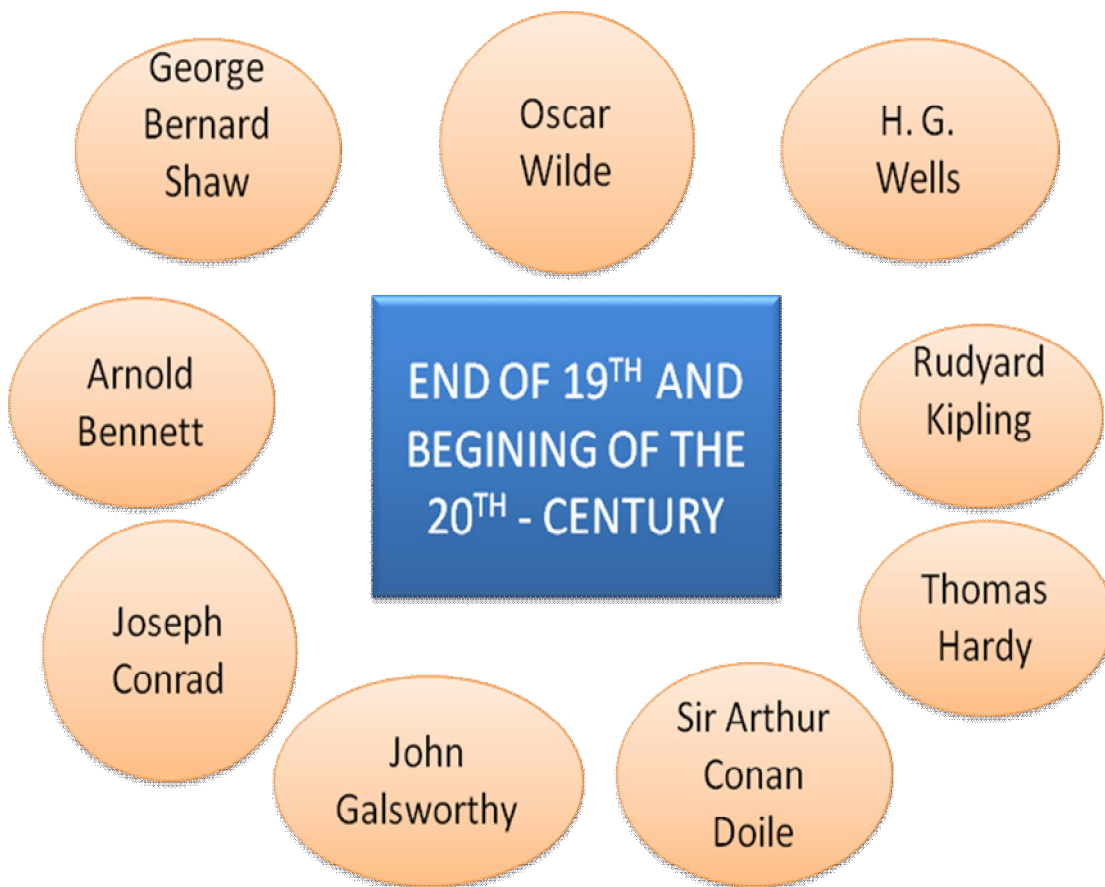 George
Bernard
Shaw
Oscar
Wilde
H. G.
Wells
Arnold
Bennett
END OF 19TH AND
BEGINING OF THE
20TH - CENTURY
Rudyard
Kipling
Joseph
Conrad
Thomas
Hardy
John
Galsworthy
Sir Arthur
Conan
Doile